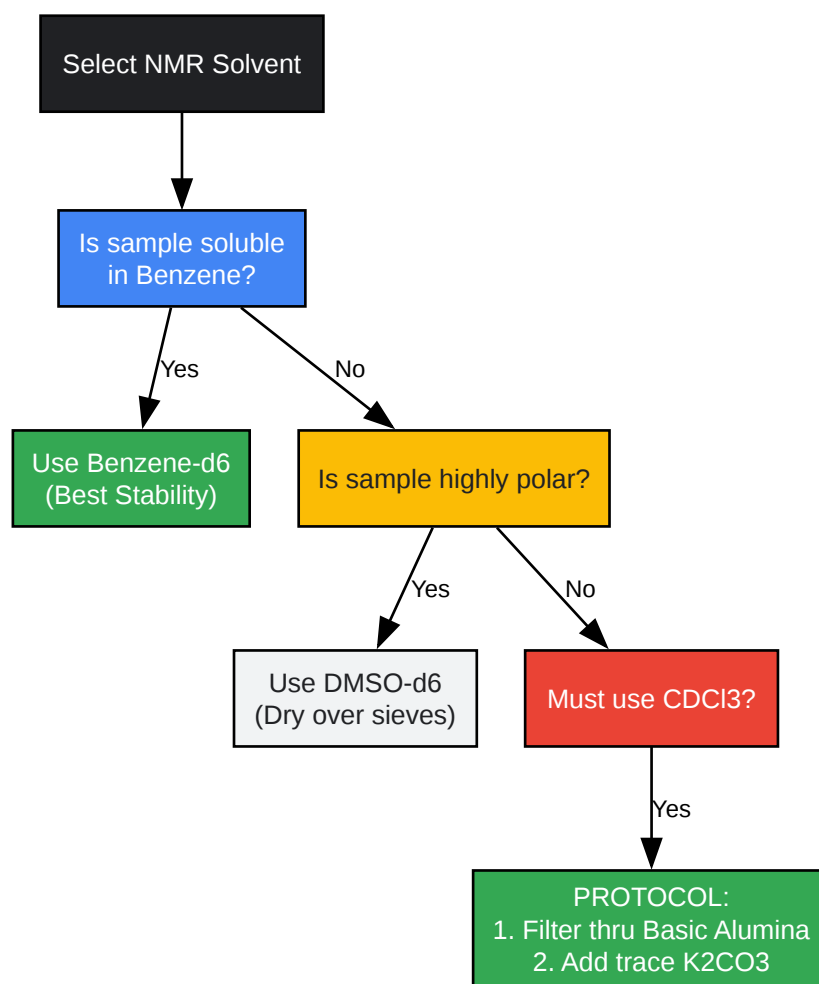 Select NMR Solvent
Is sample soluble
in Benzene?
Yes
No
Use Benzene-d6
(Best Stability)
Is sample highly polar?
Yes
No
Use DMSO-d6
(Dry over sieves)
Must use CDCl3?
Yes
PROTOCOL:
1. Filter thru Basic Alumina
2. Add trace K2CO3